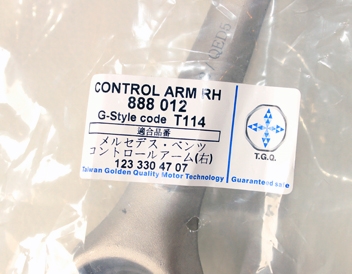 CONTROL ARM RH
888 012
G-Style code T114
適合品番
メルセデス・ベンツ
コントロールアーム(右)
123 330 47 07
Taiwan Golden Quality Motor Technology
T.G.Q.
Guaranteed safe